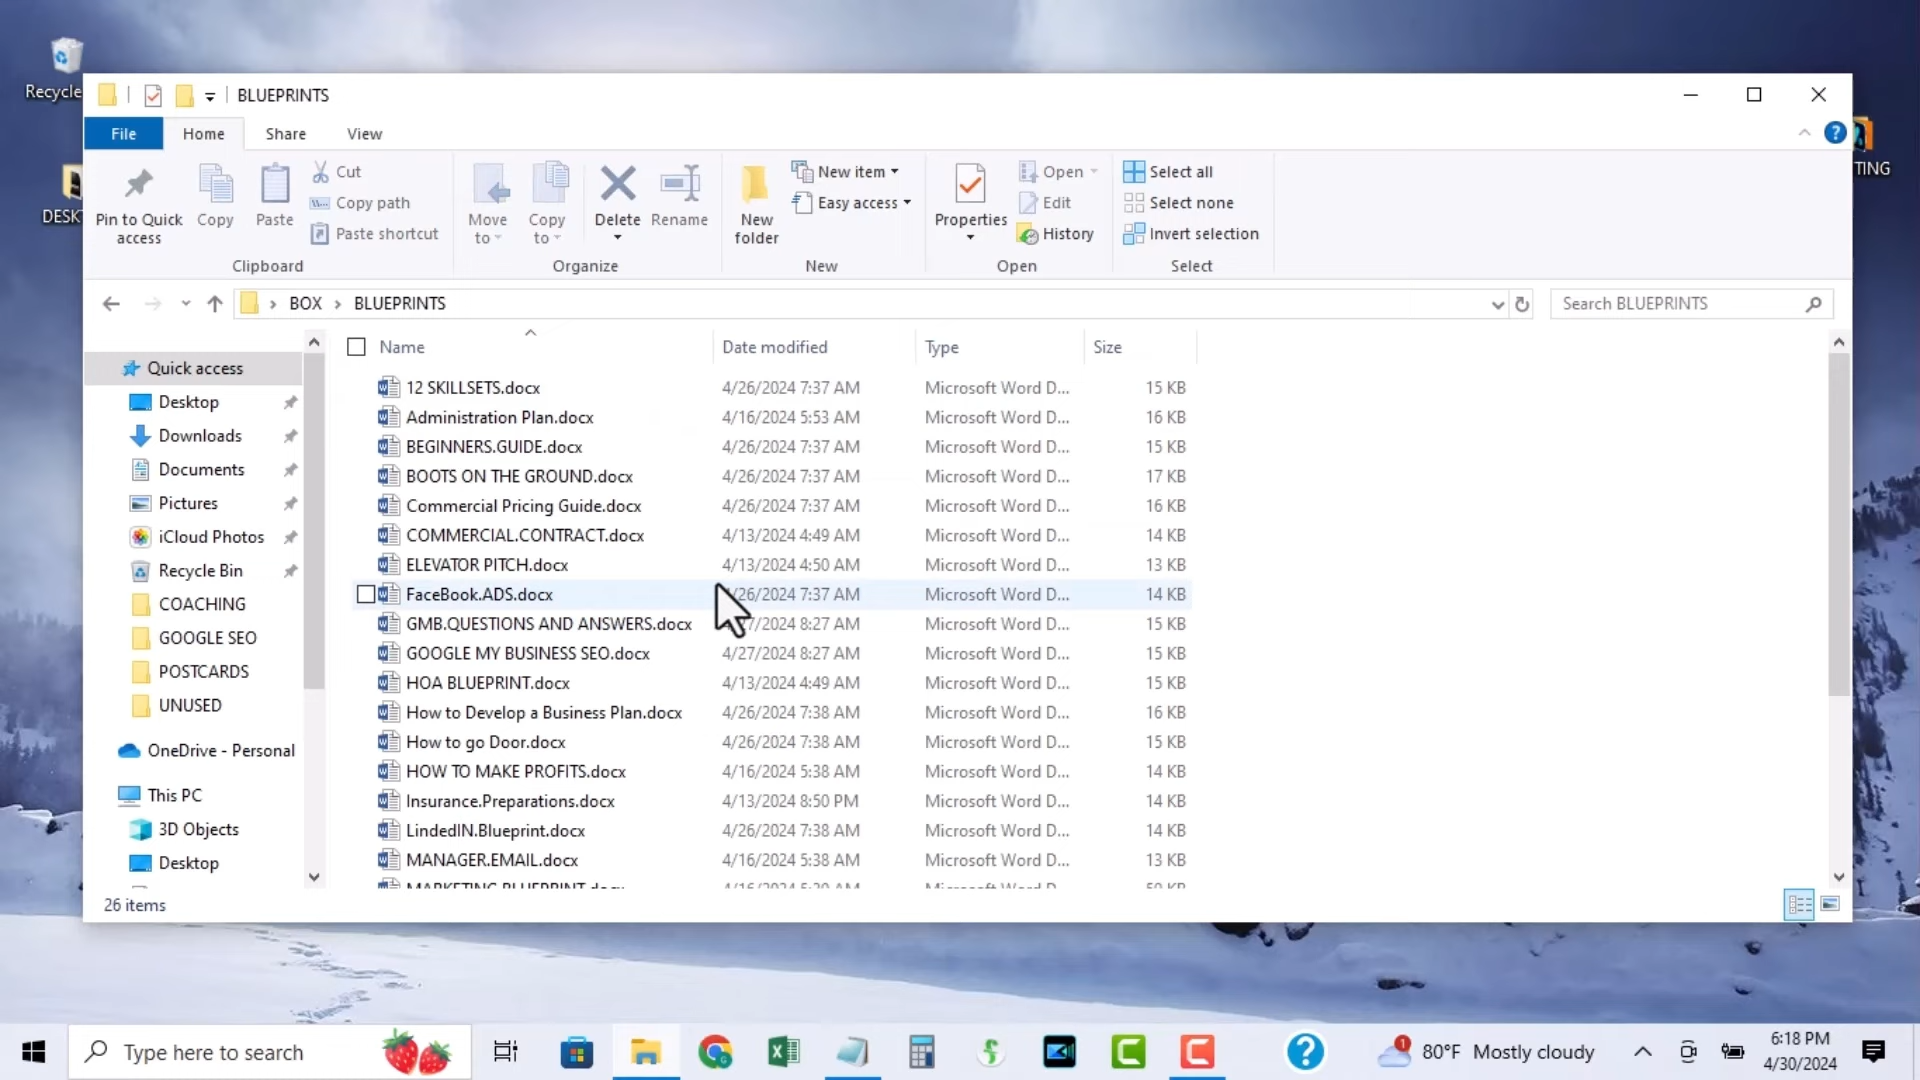 Recycle
DESK
TING
BLUEPRINTS
File Home Share View
Pin to Quick access
Copy
Paste
Cut
Copy path
Paste shortcut
Clipboard
Move to
Copy to
Delete
Rename
Organize
New folder
New item
Easy access
New
Properties
Open
Edit
History
Open
Select all
Select none
Invert selection
Select
BOX › BLUEPRINTS
Search BLUEPRINTS
Quick access
Desktop
Downloads
Documents
Pictures
iCloud Photos
Recycle Bin
COACHING
GOOGLE SEO
POSTCARDS
UNUSED
OneDrive - Personal
This PC
3D Objects
Desktop
Name Date modified Type Size
12 SKILLSETS.docx 4/26/2024 7:37 AM Microsoft Word D... 15 KB
Administration Plan.docx 4/16/2024 5:53 AM Microsoft Word D... 16 KB
BEGINNERS.GUIDE.docx 4/26/2024 7:37 AM Microsoft Word D... 15 KB
BOOTS ON THE GROUND.docx 4/26/2024 7:37 AM Microsoft Word D... 17 KB
Commercial Pricing Guide.docx 4/26/2024 7:37 AM Microsoft Word D... 16 KB
COMMERCIAL.CONTRACT.docx 4/13/2024 4:49 AM Microsoft Word D... 14 KB
ELEVATOR PITCH.docx 4/13/2024 4:50 AM Microsoft Word D... 13 KB
FaceBook.ADS.docx /26/2024 7:37 AM Microsoft Word D... 14 KB
GMB.QUESTIONS AND ANSWERS.docx 7/2024 8:27 AM Microsoft Word D... 15 KB
GOOGLE MY BUSINESS SEO.docx 4/27/2024 8:27 AM Microsoft Word D... 15 KB
HOA BLUEPRINT.docx 4/13/2024 4:49 AM Microsoft Word D... 15 KB
How to Develop a Business Plan.docx 4/26/2024 7:38 AM Microsoft Word D... 16 KB
How to go Door.docx 4/26/2024 7:38 AM Microsoft Word D... 15 KB
HOW TO MAKE PROFITS.docx 4/16/2024 5:38 AM Microsoft Word D... 14 KB
Insurance.Preparations.docx 4/13/2024 8:50 PM Microsoft Word D... 14 KB
LindedIN.Blueprint.docx 4/26/2024 7:38 AM Microsoft Word D... 14 KB
MANAGER.EMAIL.docx 4/16/2024 5:38 AM Microsoft Word D... 13 KB
MARKETING BLUEPRINT.docx
26 items
Type here to search
1
80°F Mostly cloudy
6:18 PM
4/30/2024